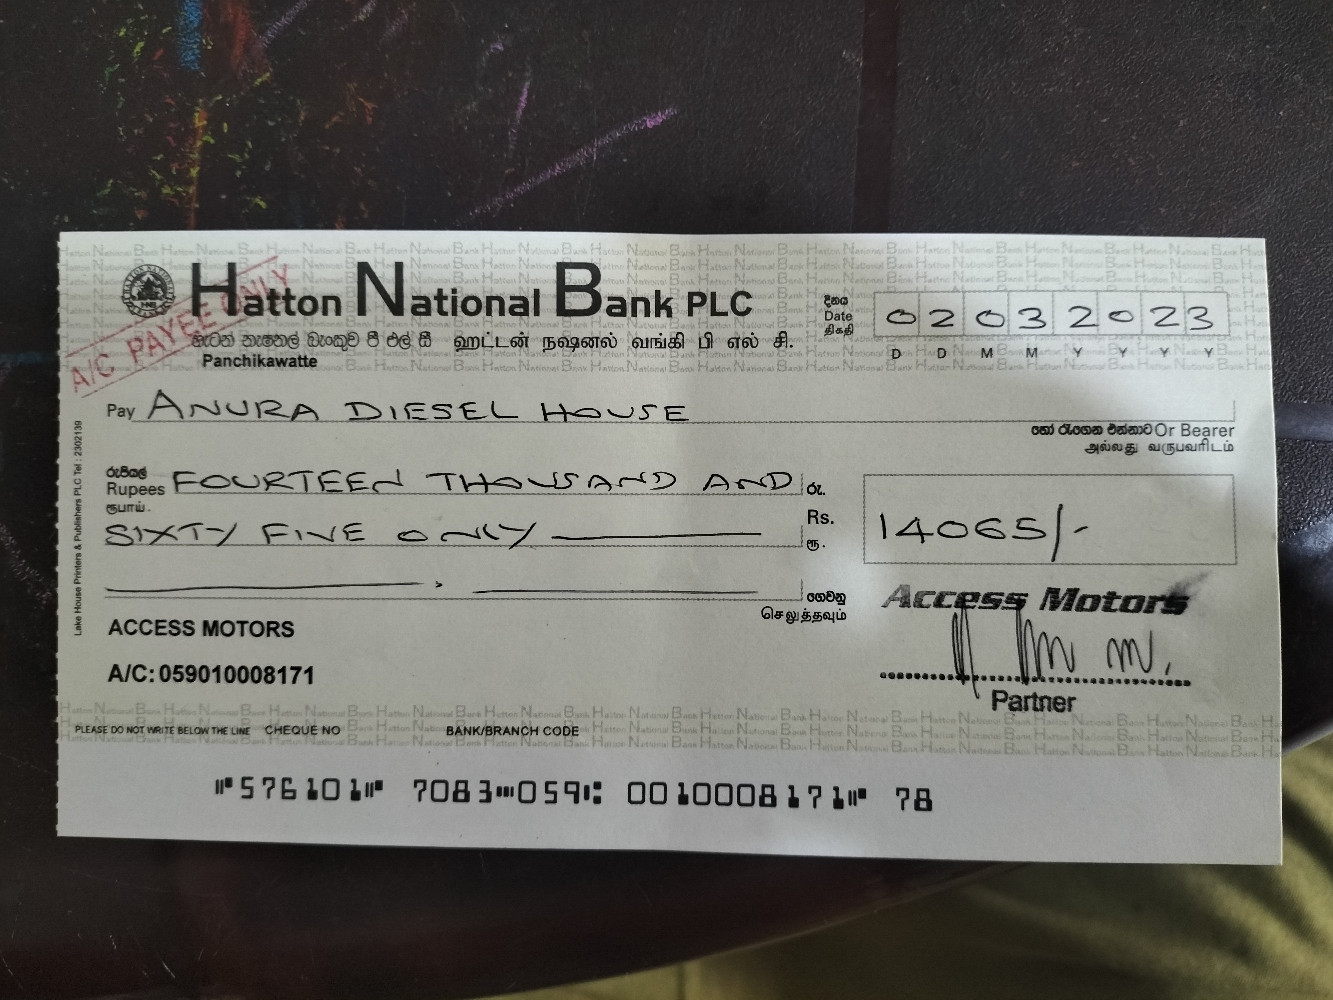 Hatton National Bank PLC
හැටන් නැෂනල් බැංකුව පී එල් සී ஹட்டன் நஷனல் வங்கி பி எல் சி.
Panchikawatte
A/C PAYEE ONLY
දිනය
Date
திகதி
02032023
D D M M Y Y Y Y
Pay ANURA DIESEL HOUSE
හෝ රැගෙන එන්නාට Or Bearer
அல்லது வருபவரிடம்
රුපියල්
Rupees FOURTEEN THOUSAND AND
ரூபாய்.
SIXTY FIVE ONLY
රු.
Rs.
ரூ.
14065/-
ගෙවනු
செலுத்தவும்
Lake House Printers & Publishers PLC Tel : 2302139
ACCESS MOTORS
A/C: 059010008171
Access Motors
Partner
PLEASE DO NOT WRITE BELOW THE LINE CHEQUE NO BANK/BRANCH CODE
⑈576101⑈ 7083⑉059⑆ 0010008171⑈ 78